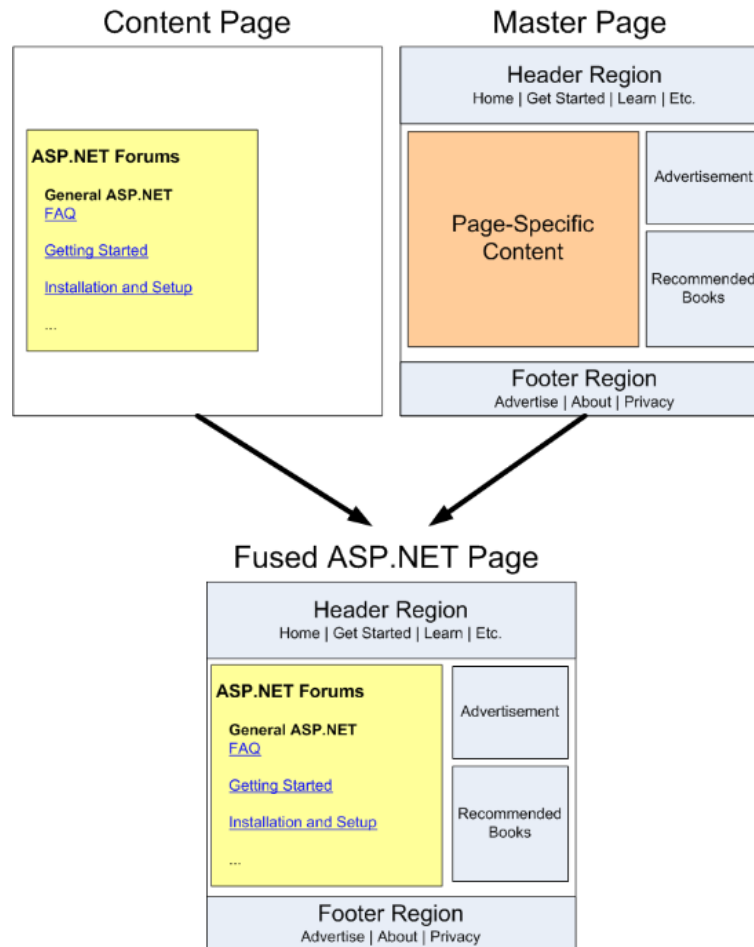 Content Page
ASP.NET Forums
General ASP.NET
FAQ
Getting Started
Installation and Setup
...
Master Page
Header Region
Home | Get Started | Learn | Etc.
Page-Specific
Content
Advertisement
Recommended
Books
Footer Region
Advertise | About | Privacy
Fused ASP.NET Page
Header Region
Home | Get Started | Learn | Etc.
ASP.NET Forums
General ASP.NET
FAQ
Getting Started
Installation and Setup
...
Advertisement
Recommended
Books
Footer Region
Advertise | About | Privacy